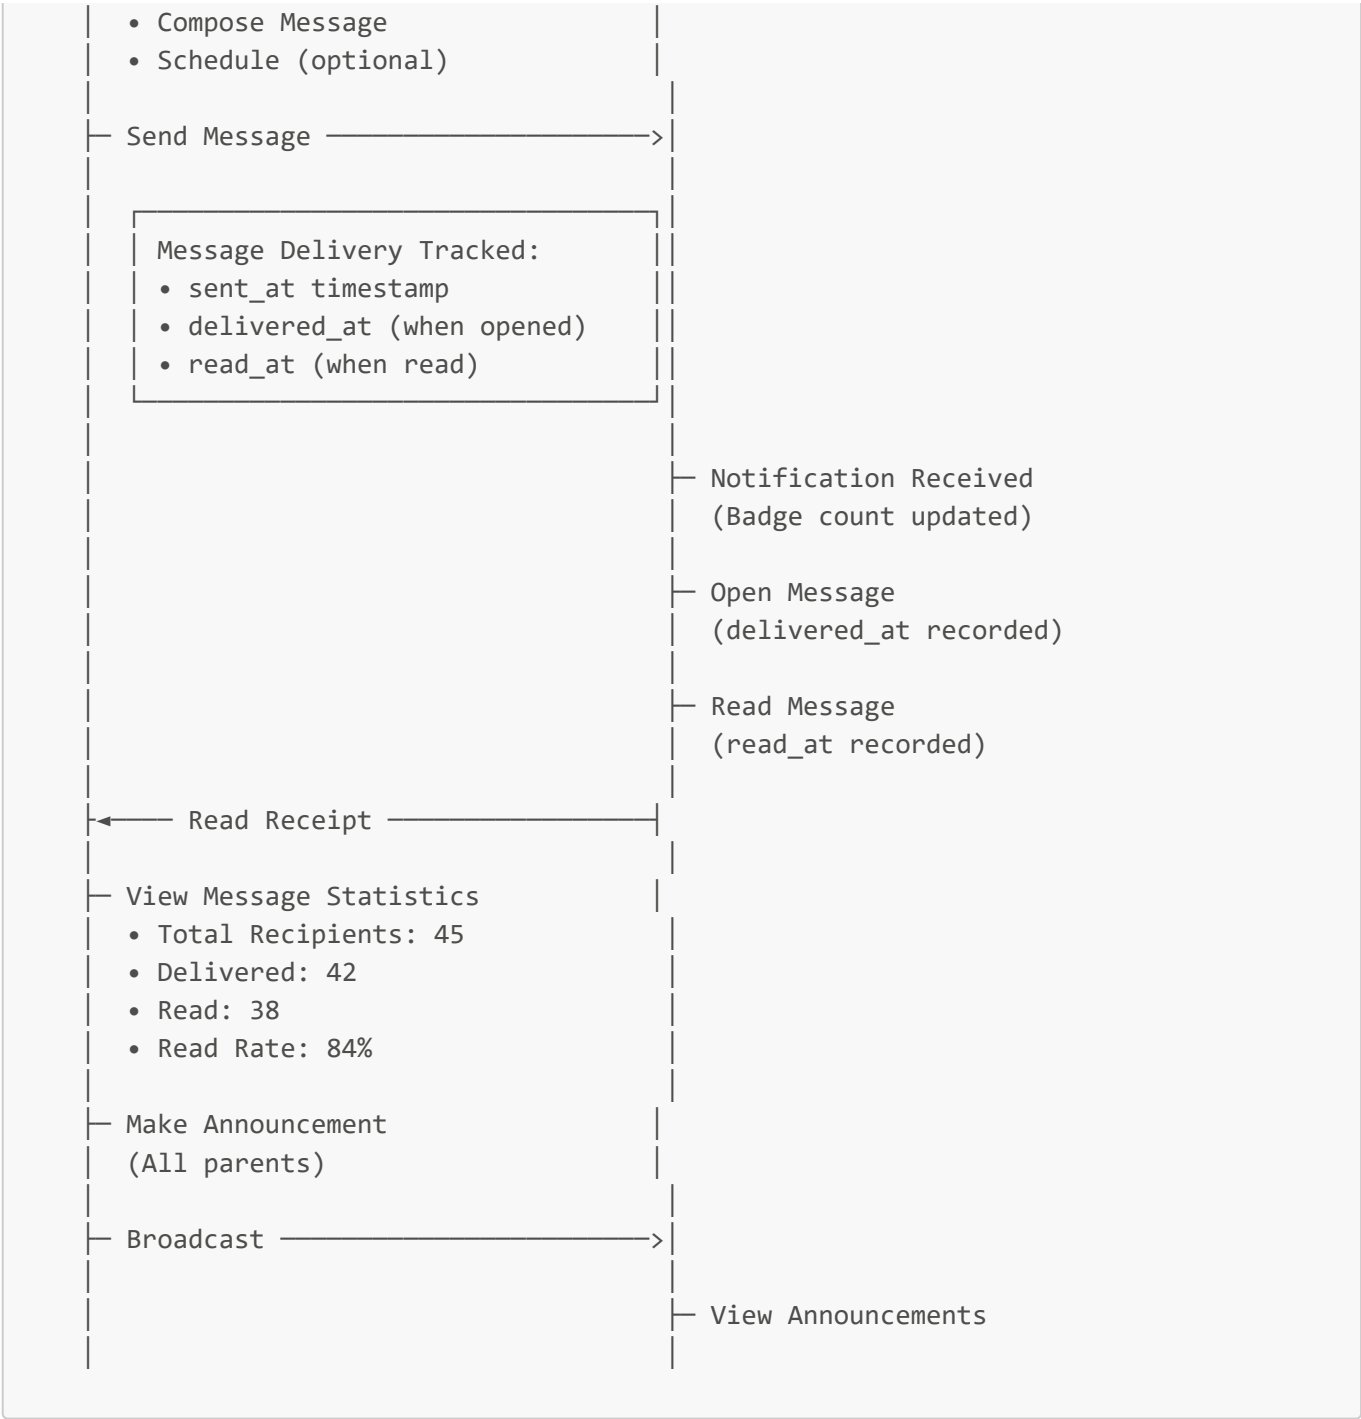 • Compose Message
• Schedule (optional)
Send Message
Message Delivery Tracked:
• sent_at timestamp
• delivered_at (when opened)
• read_at (when read)
Notification Received
(Badge count updated)
Open Message
(delivered_at recorded)
Read Message
(read_at recorded)
Read Receipt
View Message Statistics
• Total Recipients: 45
• Delivered: 42
• Read: 38
• Read Rate: 84%
Make Announcement
(All parents)
Broadcast
View Announcements